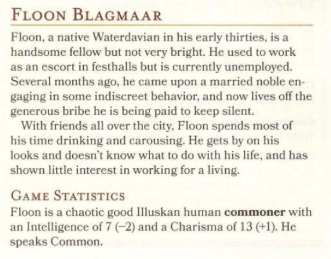 FLOON BLAGMAAR
Floon, a native Waterdavian in his early thirties, is a
handsome fellow but not very bright. He used to work
as an escort in festhalls but is currently unemployed.
Several months ago, he came upon a married noble en-
gaging in some indiscreet behavior, and now lives off the
generous bribe he is being paid to keep silent.
With friends all over the city, Floon spends most of
his time drinking and carousing. He gets by on his
looks and doesn't know what to do with his life, and has
shown little interest in working for a living.
GAME STATISTICS
Floon is a chaotic good Illuskan human commoner with
an Intelligence of 7 (−2) and a Charisma of 13 (+1). He
speaks Common.